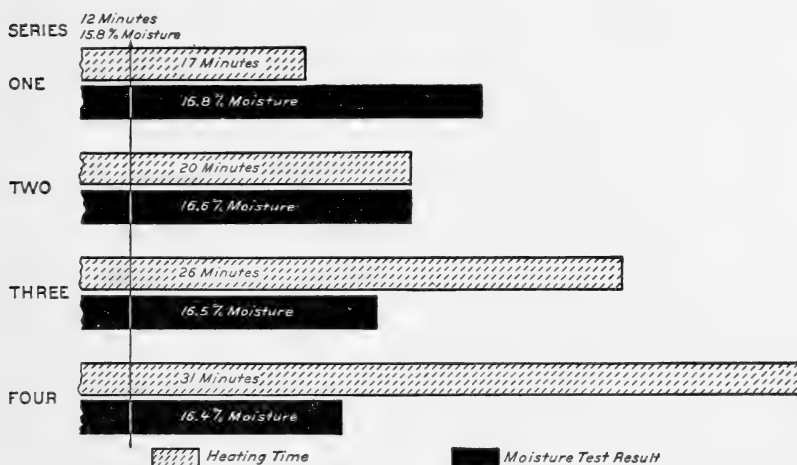 12 Minutes
SERIES
15.8% Moisture
17 Minutes
ONE
16.8% Moisture
20 Minutes
TWO
16.6% Moisture
26 Minutes
THREE
16.5% Moisture
31 Minutes
FOUR
16.4% Moisture
Heating Time
Moisture Test Result